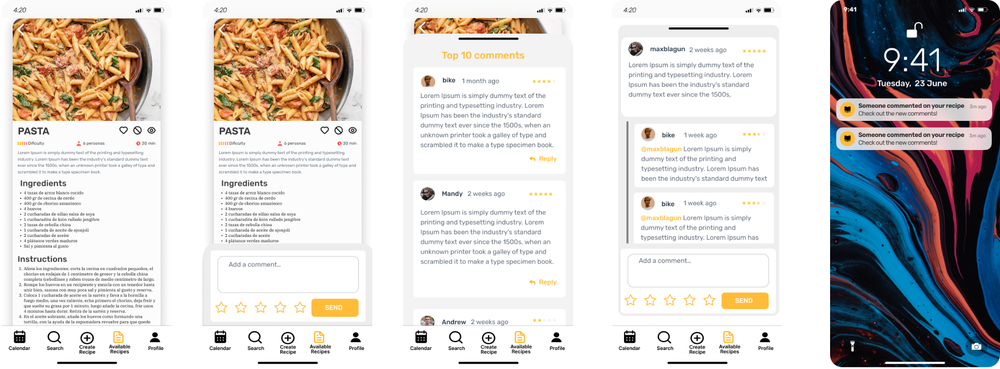 4:20
PASTA
Dificulty
6 personas
30 min
Lorem Ipsum is simply dummy text of the printing and typesetting
industry. Lorem Ipsum has been the industry's standard dummy text
ever since the 1500s, when an unknown printer took a galley of type and
scrambled it to make a type specimen book.
Ingredients
• 4 tazas de arroz blanco cocido
• 400 gr de cecina de cerdo
• 400 gr de chorizo amazónico
• 4 huevos
• 2 cucharadas de sillao salsa de soya
• 1 cucharadita de kión rallado jengibre
• 2 tazas de cebolla china
• 1 cucharada de aceite de ajonjolí
• 2 cucharadas de aceite
• 4 plátanos verdes maduros
• Sal y pimienta al gusto
Instructions
1. Alista los ingredientes: corta la cecina en cuadrados pequeños, el
chorizo en rodajas de 1 centímetro de grosor y la cebolla china
completa (cebollines y raben trozos de medio centímetro de largo.
2. Rompe los huevos en un recipiente y mezcla con un tenedor hasta
unir bien, sazona con muy poca sal y pimienta al gusto y reserva.
3. Coloca 1 cucharada de aceite en la sartén y lleva a la hornilla a
fuego medio, una vez caliente, echa primero el chorizo, deja freír y
que suelte su grasa por 1 minuto, luego añade la cecina, fríe unos
4 minutos hasta dorar. Retira de la sartén y reserva.
4. En el aceite sobrante, añade los huevos como formando una
tortilla, con la ayuda de la espumadera revuelve para que quede
Calendar
Search
Create
Recipe
Available
Recipes
Profile
4:20
PASTA
Dificulty
6 personas
30 min
Lorem Ipsum is simply dummy text of the printing and typesetting
industry. Lorem Ipsum has been the industry's standard dummy text
ever since the 1500s, when an unknown printer took a galley of type and
scrambled it to make a type specimen book.
Ingredients
• 4 tazas de arroz blanco cocido
• 400 gr de cecina de cerdo
• 400 gr de chorizo amazónico
• 4 huevos
• 2 cucharadas de sillao salsa de soya
• 1 cucharadita de kión rallado jengibre
• 2 tazas de cebolla china
• 1 cucharada de aceite de ajonjolí
• 2 cucharadas de aceite
• 4 plátanos verdes maduros
Add a comment...
SEND
Calendar
Search
Create
Recipe
Available
Recipes
Profile
4:20
Top 10 comments
bike 1 month ago
Lorem Ipsum is simply dummy text of the
printing and typesetting industry. Lorem
Ipsum has been the industry's standard
dummy text ever since the 1500s, when an
unknown printer took a galley of type and
scrambled it to make a type specimen book.
Reply
Mandy 2 weeks ago
Lorem Ipsum is simply dummy text of the
printing and typesetting industry. Lorem
Ipsum has been the industry's standard
dummy text ever since the 1500s, when an
unknown printer took a galley of type and
scrambled it to make a type specimen book.
Reply
Andrew 2 weeks ago
Calendar
Search
Create
Recipe
Available
Recipes
Profile
4:20
maxblagun 2 weeks ago
Lorem Ipsum is simply dummy text of the
printing and typesetting industry. Lorem
Ipsum has been the industry's standard
dummy text ever since the 1500s,
bike 1 week ago
@maxblagun Lorem Ipsum is simply
dummy text of the printing and
typesetting industry. Lorem Ipsum has
been the industry's standard dummy text
bike 1 week ago
@maxblagun Lorem Ipsum is simply
dummy text of the printing and
typesetting industry. Lorem Ipsum has
Add a comment...
SEND
Calendar
Search
Create
Recipe
Available
Recipes
Profile
9:41
9:41
Tuesday, 23 June
Someone commented on your recipe 3m ago
Check out the new comments!
Someone commented on your recipe 3m ago
Check out the new comments!